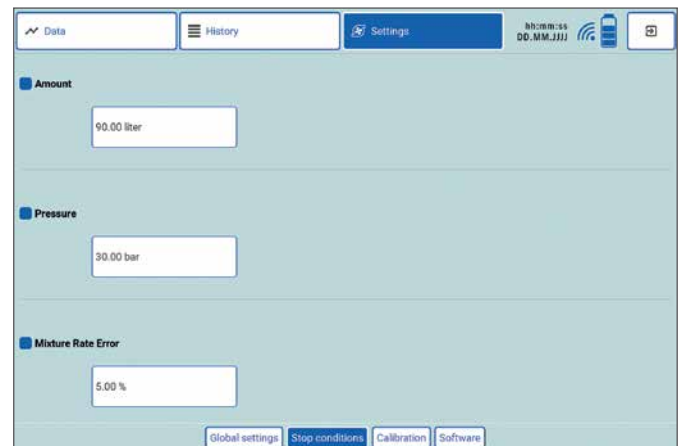 Data
History
Settings
hh:mm:ss
DD.MM.JJJJ
Amount
90.00 liter
Pressure
30.00 bar
Mixture Rate Error
5.00 %
Global settings
Stop conditions
Calibration
Software